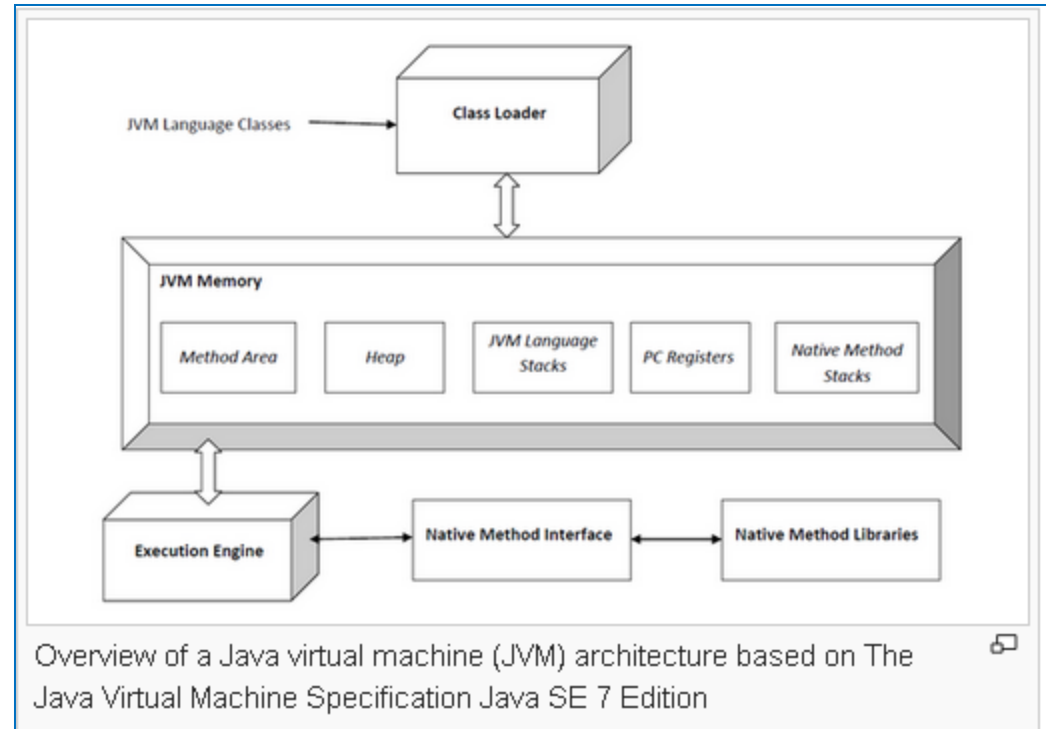 Class Loader
JVM Language Classes
JVM Memory
Method Area
Heap
JVM Language
Stacks
PC Registers
Native Method
Stacks
Execution Engine
Native Method Interface
Native Method Libraries
Overview of a Java virtual machine (JVM) architecture based on The
Java Virtual Machine Specification Java SE 7 Edition